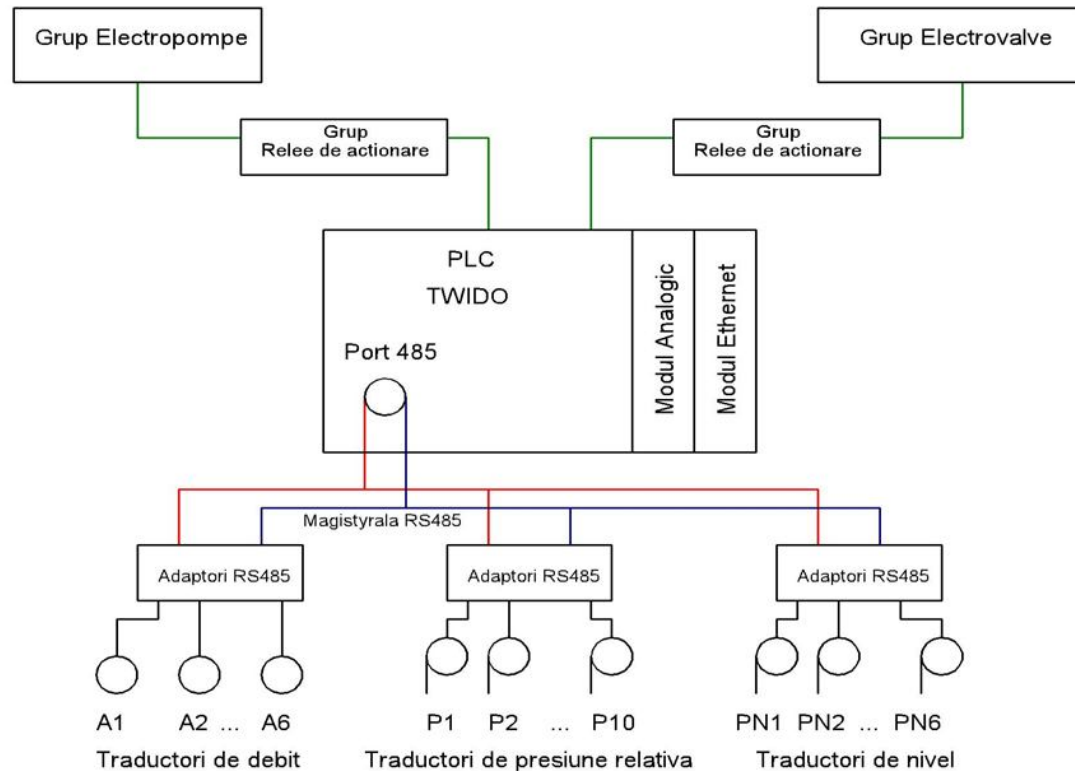 Grup Electropompe
Grup Electrovalve
Grup
Relee de actionare
Grup
Relee de actionare
PLC
TWIDO
Port 485
Modul Analogic
Modul Ethernet
Magistyrala RS485
Adaptori RS485
Adaptori RS485
Adaptori RS485
A1 A2 ... A6
P1 P2 ... P10
PN1 PN2 ... PN6
Traductori de debit
Traductori de presiune relativa
Traductori de nivel